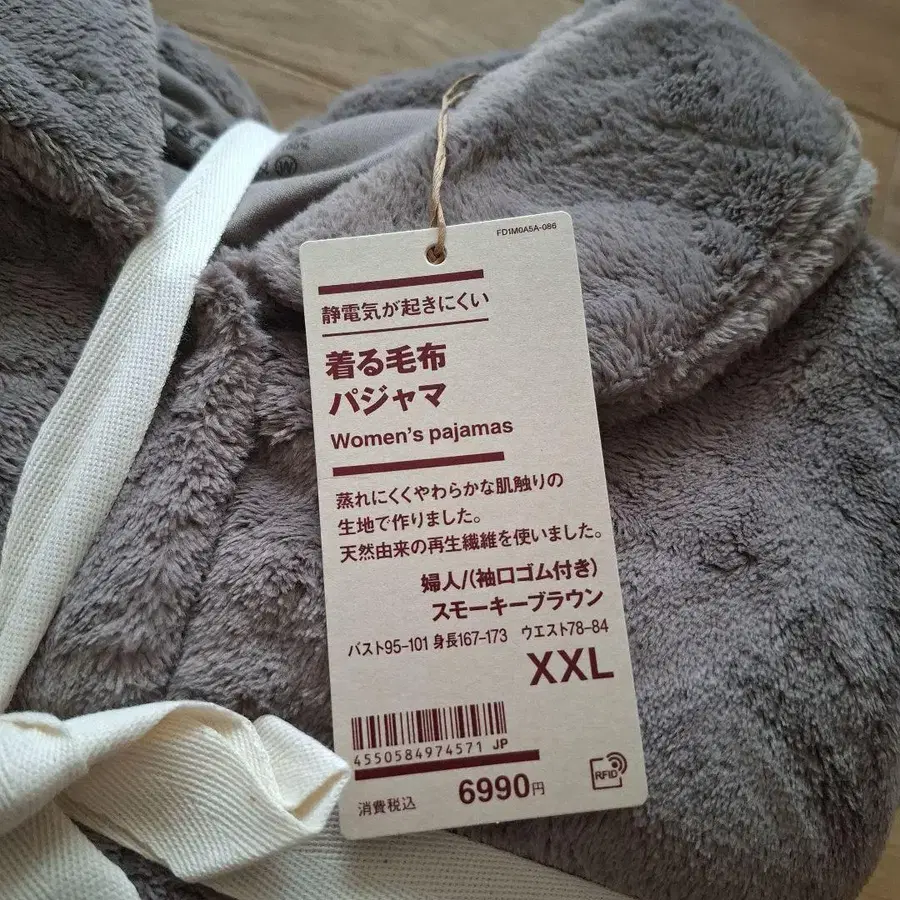 FD1M0A5A-086
静電気が起きにくい
着る毛布
パジャマ
Women's pajamas
蒸れにくくやわらかな肌触りの
生地で作りました。
天然由来の再生繊維を使いました。
婦人/(袖口ゴム付き)
スモーキーブラウン
バスト95-101 身長167-173 ウエスト78-84
XXL
4550584974571 JP
消費税込 6990円
RFID